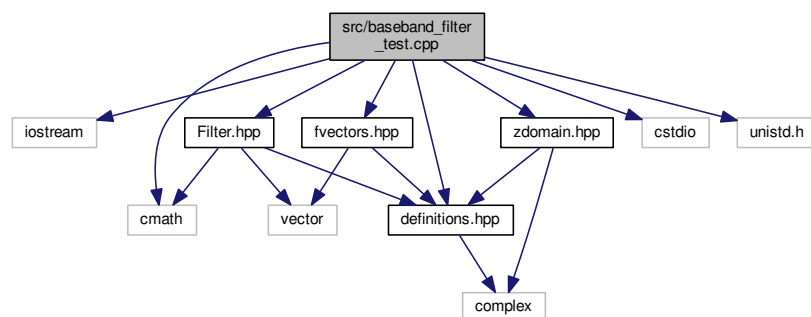 src/baseband_filter
_test.cpp
iostream
Filter.hpp
fvectors.hpp
zdomain.hpp
cstdio
unistd.h
cmath
vector
definitions.hpp
complex